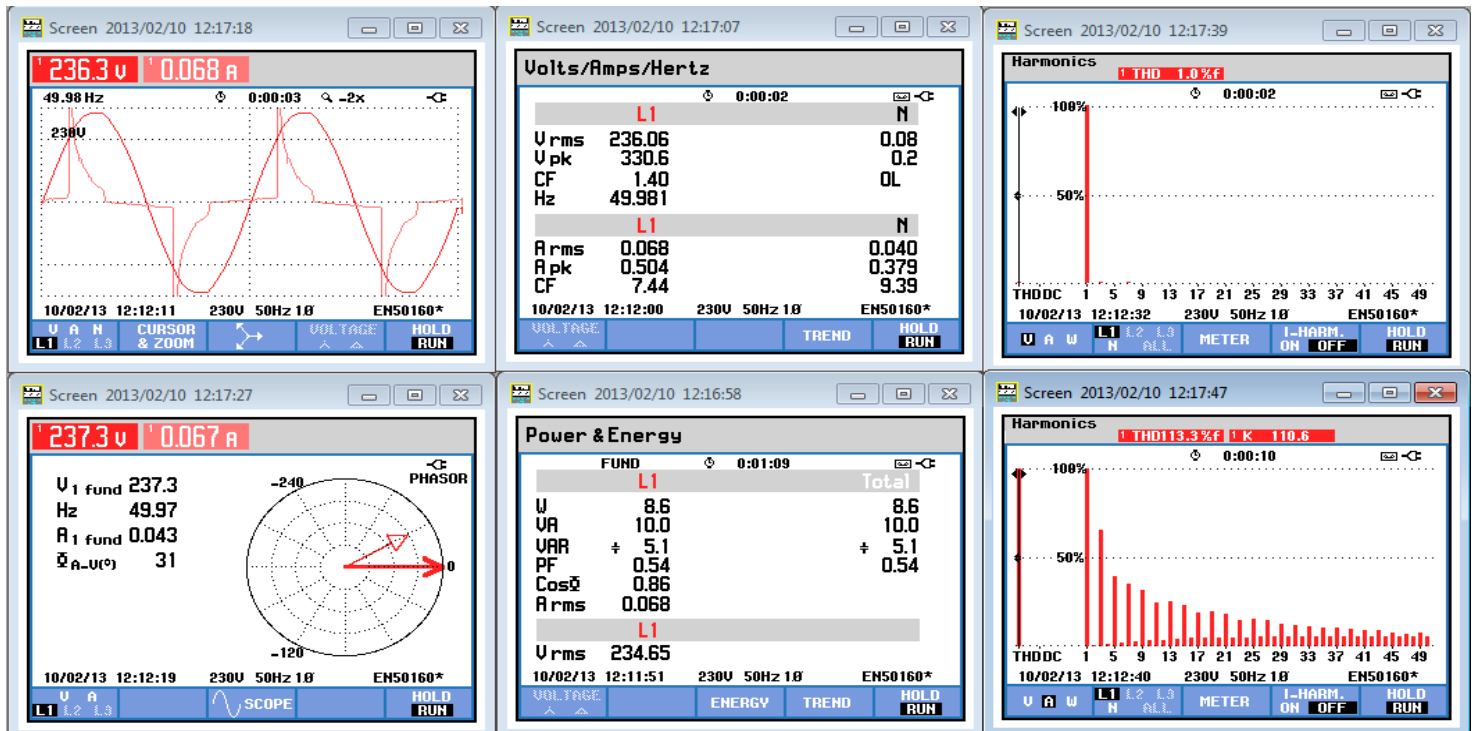 Screen 2013/02/10 12:17:18
1 236.3 V 1 0.068 A
49.98 Hz 0:00:03 -2x
230V
1
10/02/13 12:12:11 230V 50Hz 1Ø EN50160*
V A N CURSOR VOLTAGE HOLD
L1 L2 L3 & ZOOM RUN
Screen 2013/02/10 12:17:07
Volts/Amps/Hertz
0:00:02
L1 N
V rms 236.06 0.08
V pk 330.6 0.2
CF 1.40 OL
Hz 49.981
L1 N
A rms 0.068 0.040
A pk 0.504 0.379
CF 7.44 9.39
10/02/13 12:12:00 230V 50Hz 1Ø EN50160*
VOLTAGE TREND HOLD
RUN
Screen 2013/02/10 12:17:39
Harmonics
1 THD 1.0%f
0:00:02
100%
50%
THDDC 1 5 9 13 17 21 25 29 33 37 41 45 49
10/02/13 12:12:32 230V 50Hz 1Ø EN50160*
V A W L1 L2 L3 METER I-HARM. HOLD
N ALL ON OFF RUN
Screen 2013/02/10 12:17:27
1 237.3 V 1 0.067 A
PHASOR
V1 fund 237.3
Hz 49.97
A1 fund 0.043
Φ A-V(°) 31
-240
0
-120
10/02/13 12:12:19 230V 50Hz 1Ø EN50160*
V A SCOPE HOLD
L1 L2 L3 RUN
Screen 2013/02/10 12:16:58
Power & Energy
FUND 0:01:09
L1 Total
W 8.6 8.6
VA 10.0 10.0
VAR 5.1 5.1
PF 0.54 0.54
CosΦ 0.86
A rms 0.068
L1
V rms 234.65
10/02/13 12:11:51 230V 50Hz 1Ø EN50160*
VOLTAGE ENERGY TREND HOLD
RUN
Screen 2013/02/10 12:17:47
Harmonics
1 THD113.3%f 1 K 110.6
0:00:10
100%
50%
THDDC 1 5 9 13 17 21 25 29 33 37 41 45 49
10/02/13 12:12:40 230V 50Hz 1Ø EN50160*
V A W L1 L2 L3 METER I-HARM. HOLD
N ALL ON OFF RUN